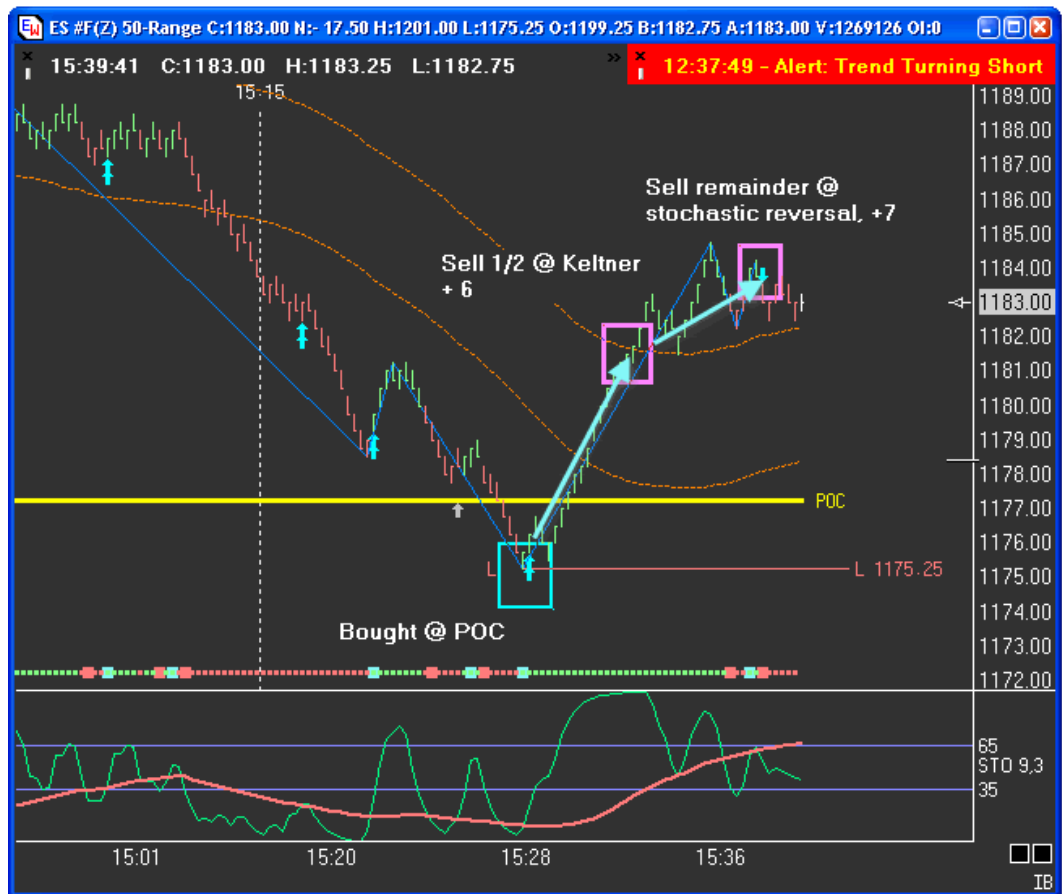 EW ES #F(Z) 50-Range C:1183.00 N:- 17.50 H:1201.00 L:1175.25 O:1199.25 B:1182.75 A:1183.00 V:1269126 OI:0
15:39:41 C:1183.00 H:1183.25 L:1182.75
» × 12:37:49 - Alert: Trend Turning Short
15:15
1189.00
1188.00
1187.00
1186.00
1185.00
1184.00
1183.00
1182.00
1181.00
1180.00
1179.00
1178.00
1177.00
1176.00
1175.00
1174.00
1173.00
1172.00
Sell remainder @
stochastic reversal, +7
Sell 1/2 @ Keltner
+ 6
POC
L
L 1175.25
Bought @ POC
65
STO 9,3
35
15:01
15:20
15:28
15:36
IB